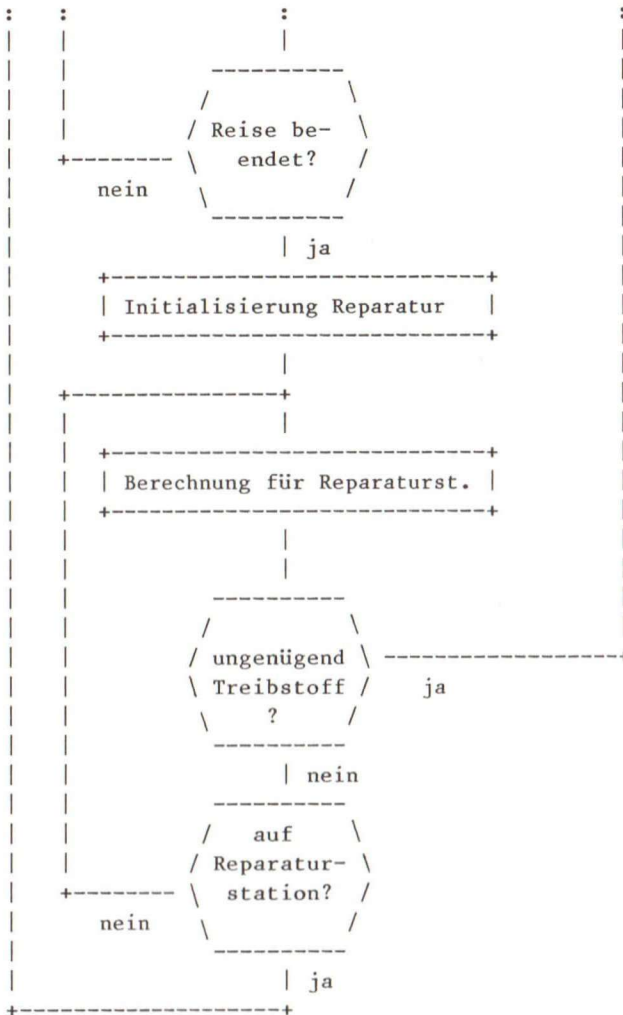 Reise be-
endet?
nein
ja
Initialisierung Reparatur
Berechnung für Reparaturst.
ungenügend
Treibstoff
?
ja
nein
auf
Reparatur-
station?
nein
ja